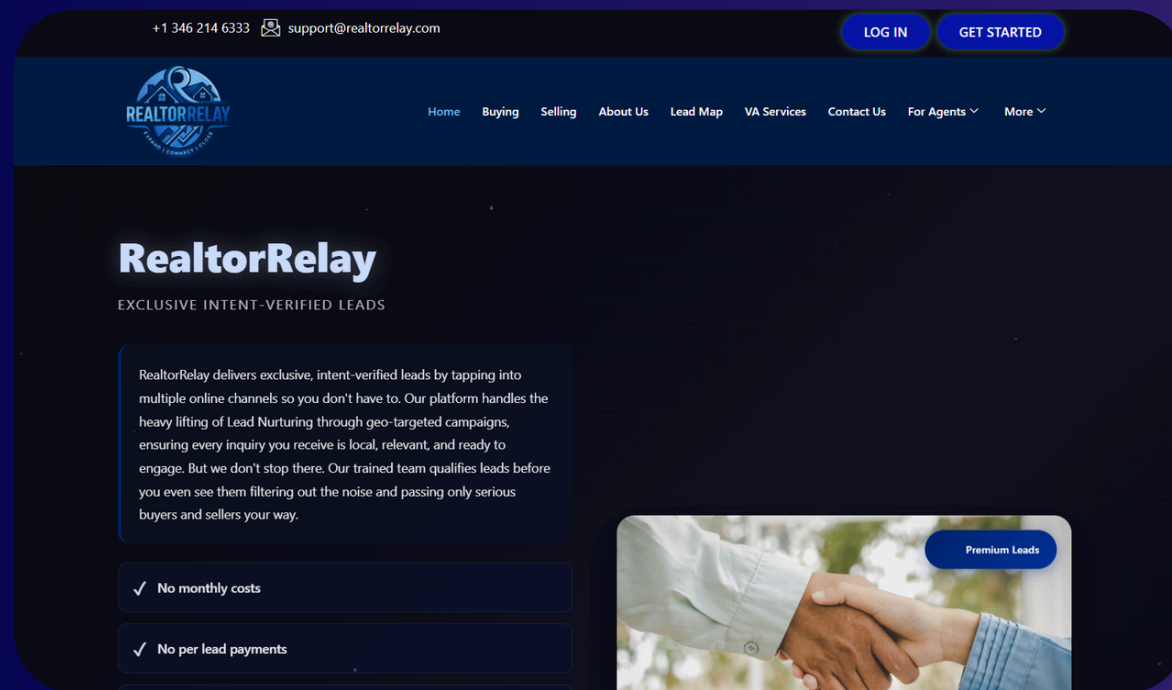 +1 346 214 6333 support@realtorrelay.com
LOG IN
GET STARTED
REALTORRELAY
EXPAND | CONNECT | CLOSE
Home Buying Selling About Us Lead Map VA Services Contact Us For Agents More
RealtorRelay
EXCLUSIVE INTENT-VERIFIED LEADS
RealtorRelay delivers exclusive, intent-verified leads by tapping into
multiple online channels so you don't have to. Our platform handles the
heavy lifting of Lead Nurturing through geo-targeted campaigns,
ensuring every inquiry you receive is local, relevant, and ready to
engage. But we don't stop there. Our trained team qualifies leads before
you even see them filtering out the noise and passing only serious
buyers and sellers your way.
No monthly costs
No per lead payments
Premium Leads